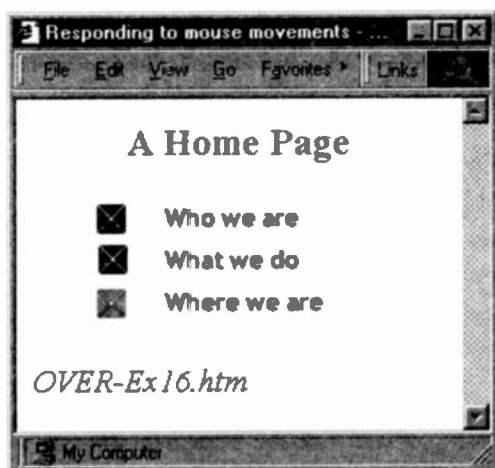 Responding to mouse movements - ...
File Edit View Go Favorites Links
A Home Page
Who we are
What we do
Where we are
OVER-Ex16.htm
My Computer